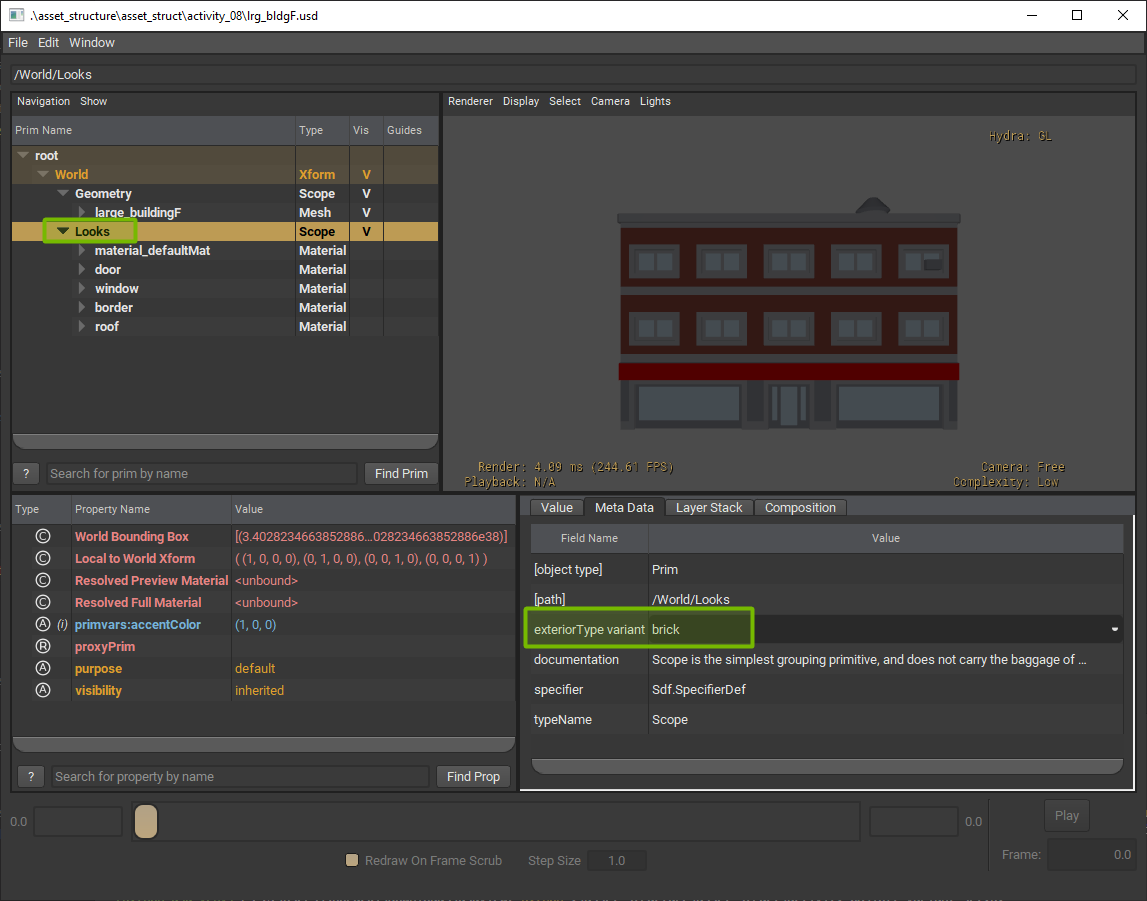 .\asset_structure\asset_struct\activity_08\lrg_bldgF.usd
File Edit Window
/World/Looks
Navigation Show
Prim Name Type Vis Guides
root
World Xform V
Geometry Scope V
large_buildingF Mesh V
Looks Scope V
material_defaultMat Material
door Material
window Material
border Material
roof Material
? Search for prim by name Find Prim
Renderer Display Select Camera Lights
Hydra: GL
Render: 4.09 ms (244.61 FPS) Camera: Free
Playback: N/A Complexity: Low
Type Property Name Value
C World Bounding Box [(3.4028234663852886...028234663852886e38)]
C Local to World Xform ( (1, 0, 0, 0), (0, 1, 0, 0), (0, 0, 1, 0), (0, 0, 0, 1) )
C Resolved Preview Material <unbound>
C Resolved Full Material <unbound>
A (i) primvars:accentColor (1, 0, 0)
R proxyPrim
A purpose default
A visibility inherited
? Search for property by name Find Prop
Value Meta Data Layer Stack Composition
Field Name Value
[object type] Prim
[path] /World/Looks
exteriorType variant brick
documentation Scope is the simplest grouping primitive, and does not carry the baggage of ...
specifier Sdf.SpecifierDef
typeName Scope
0.0 0.0 Play
Redraw On Frame Scrub Step Size 1.0 Frame: 0.0